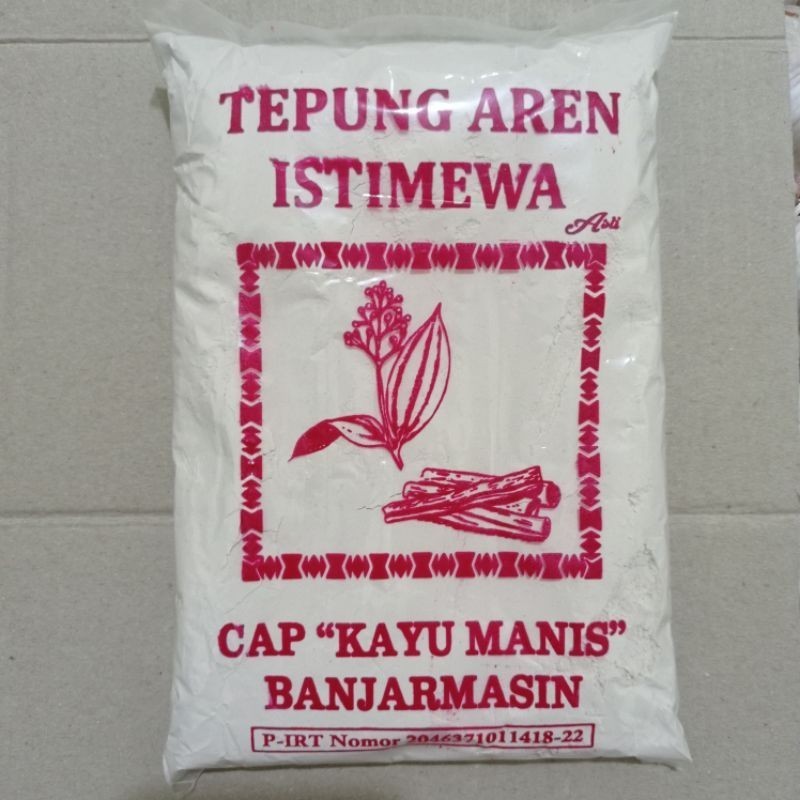 TEPUNG AREN
ISTIMEWA
Asli
CAP “KAYU MANIS”
BANJARMASIN
P-IRT Nomor 2046371011418-22